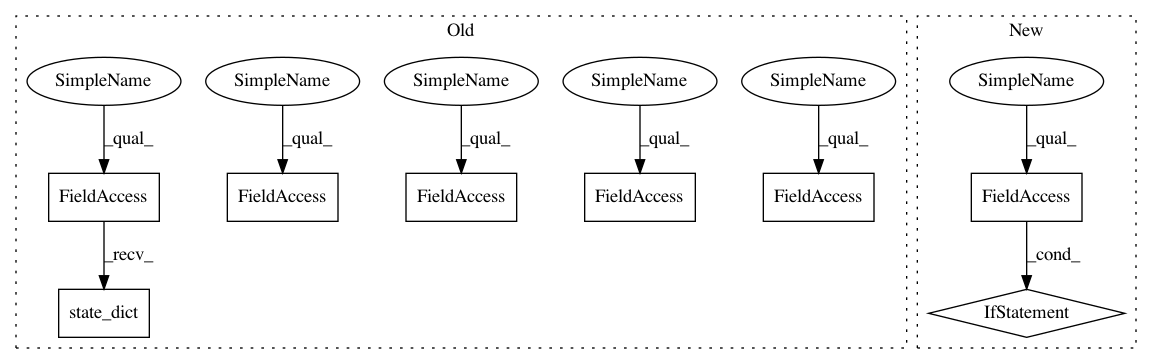 Old
New
SimpleName SimpleName SimpleName SimpleName SimpleName SimpleName
_qual_ _qual_ _qual_ _qual_ _qual_ _qual_
FieldAccess FieldAccess FieldAccess FieldAccess FieldAccess FieldAccess
_recv_ _cond_
state_dict IfStatement